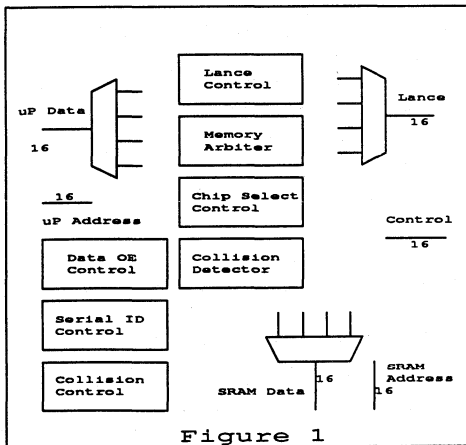 Lance
Control
uP Data
16
Lance
16
Memory
Arbiter
16
uP Address
Chip Select
Control
Control
16
Data OE
Control
Collision
Detector
Serial ID
Control
Collision
Control
SRAM Data
16
SRAM
Address
16
Figure 1